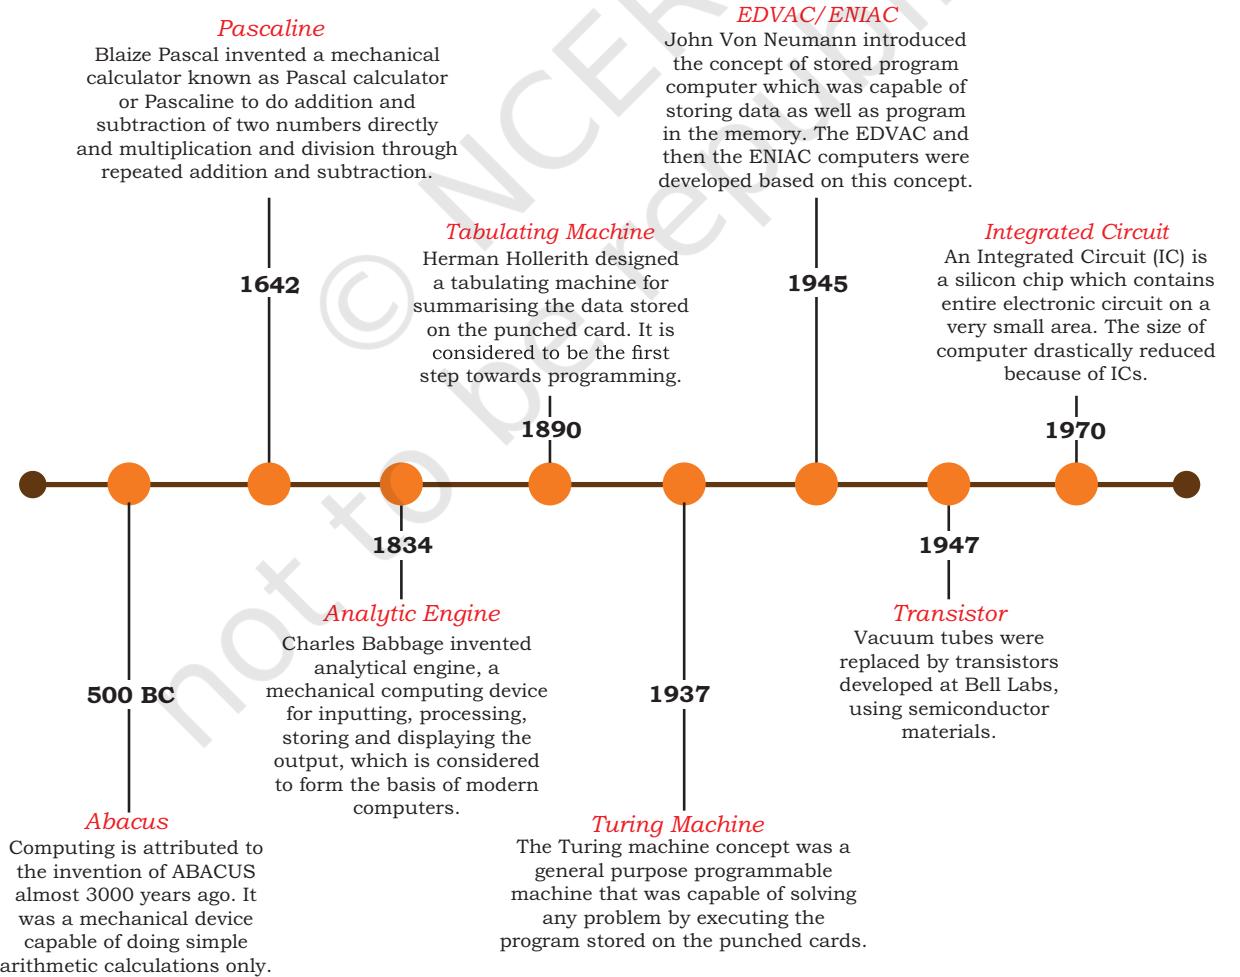 Pascaline
Blaize Pascal invented a mechanical
calculator known as Pascal calculator
or Pascaline to do addition and
subtraction of two numbers directly
and multiplication and division through
repeated addition and subtraction.
1642
EDVAC/ENIAC
John Von Neumann introduced
the concept of stored program
computer which was capable of
storing data as well as program
in the memory. The EDVAC and
then the ENIAC computers were
developed based on this concept.
1945
Tabulating Machine
Herman Hollerith designed
a tabulating machine for
summarising the data stored
on the punched card. It is
considered to be the first
step towards programming.
1890
Integrated Circuit
An Integrated Circuit (IC) is
a silicon chip which contains
entire electronic circuit on a
very small area. The size of
computer drastically reduced
because of ICs.
1970
500 BC
Abacus
Computing is attributed to
the invention of ABACUS
almost 3000 years ago. It
was a mechanical device
capable of doing simple
arithmetic calculations only.
1834
Analytic Engine
Charles Babbage invented
analytical engine, a
mechanical computing device
for inputting, processing,
storing and displaying the
output, which is considered
to form the basis of modern
computers.
1937
Turing Machine
The Turing machine concept was a
general purpose programmable
machine that was capable of solving
any problem by executing the
program stored on the punched cards.
1947
Transistor
Vacuum tubes were
replaced by transistors
developed at Bell Labs,
using semiconductor
materials.
© NCER
not to be republi